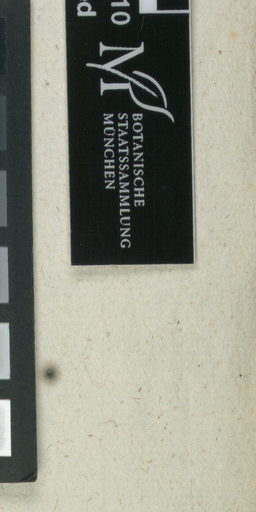 10
d
M
BOTANISCHE
STAATSSAMMLUNG
MÜNCHEN